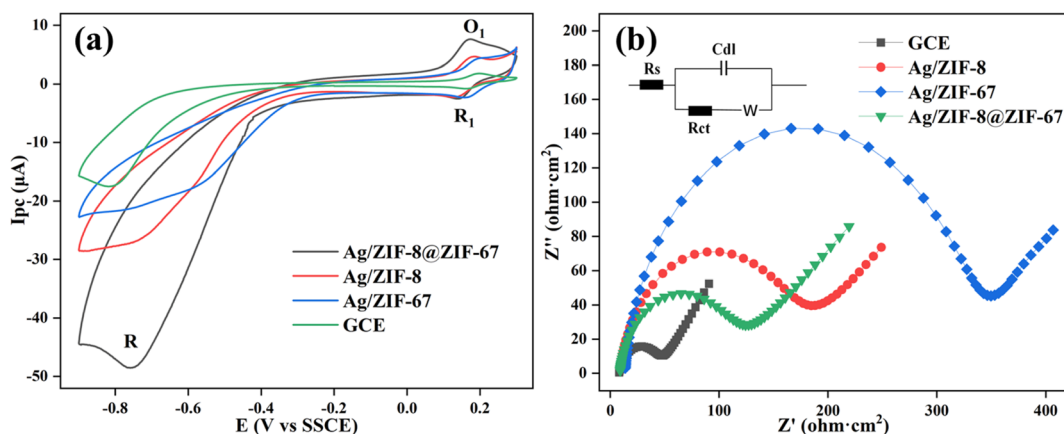 (a)
O₁
R₁
R
Ag/ZIF-8@ZIF-67
Ag/ZIF-8
Ag/ZIF-67
GCE
10
0
-10
-20
-30
-40
-50
Ipc (μA)
-0.8
-0.6
-0.4
-0.2
0.0
0.2
E (V vs SSCE)
(b)
Cdl
Rs
Rct
W
GCE
Ag/ZIF-8
Ag/ZIF-67
Ag/ZIF-8@ZIF-67
200
180
160
140
120
100
80
60
40
20
0
Z'' (ohm·cm²)
0
100
200
300
400
Z' (ohm·cm²)